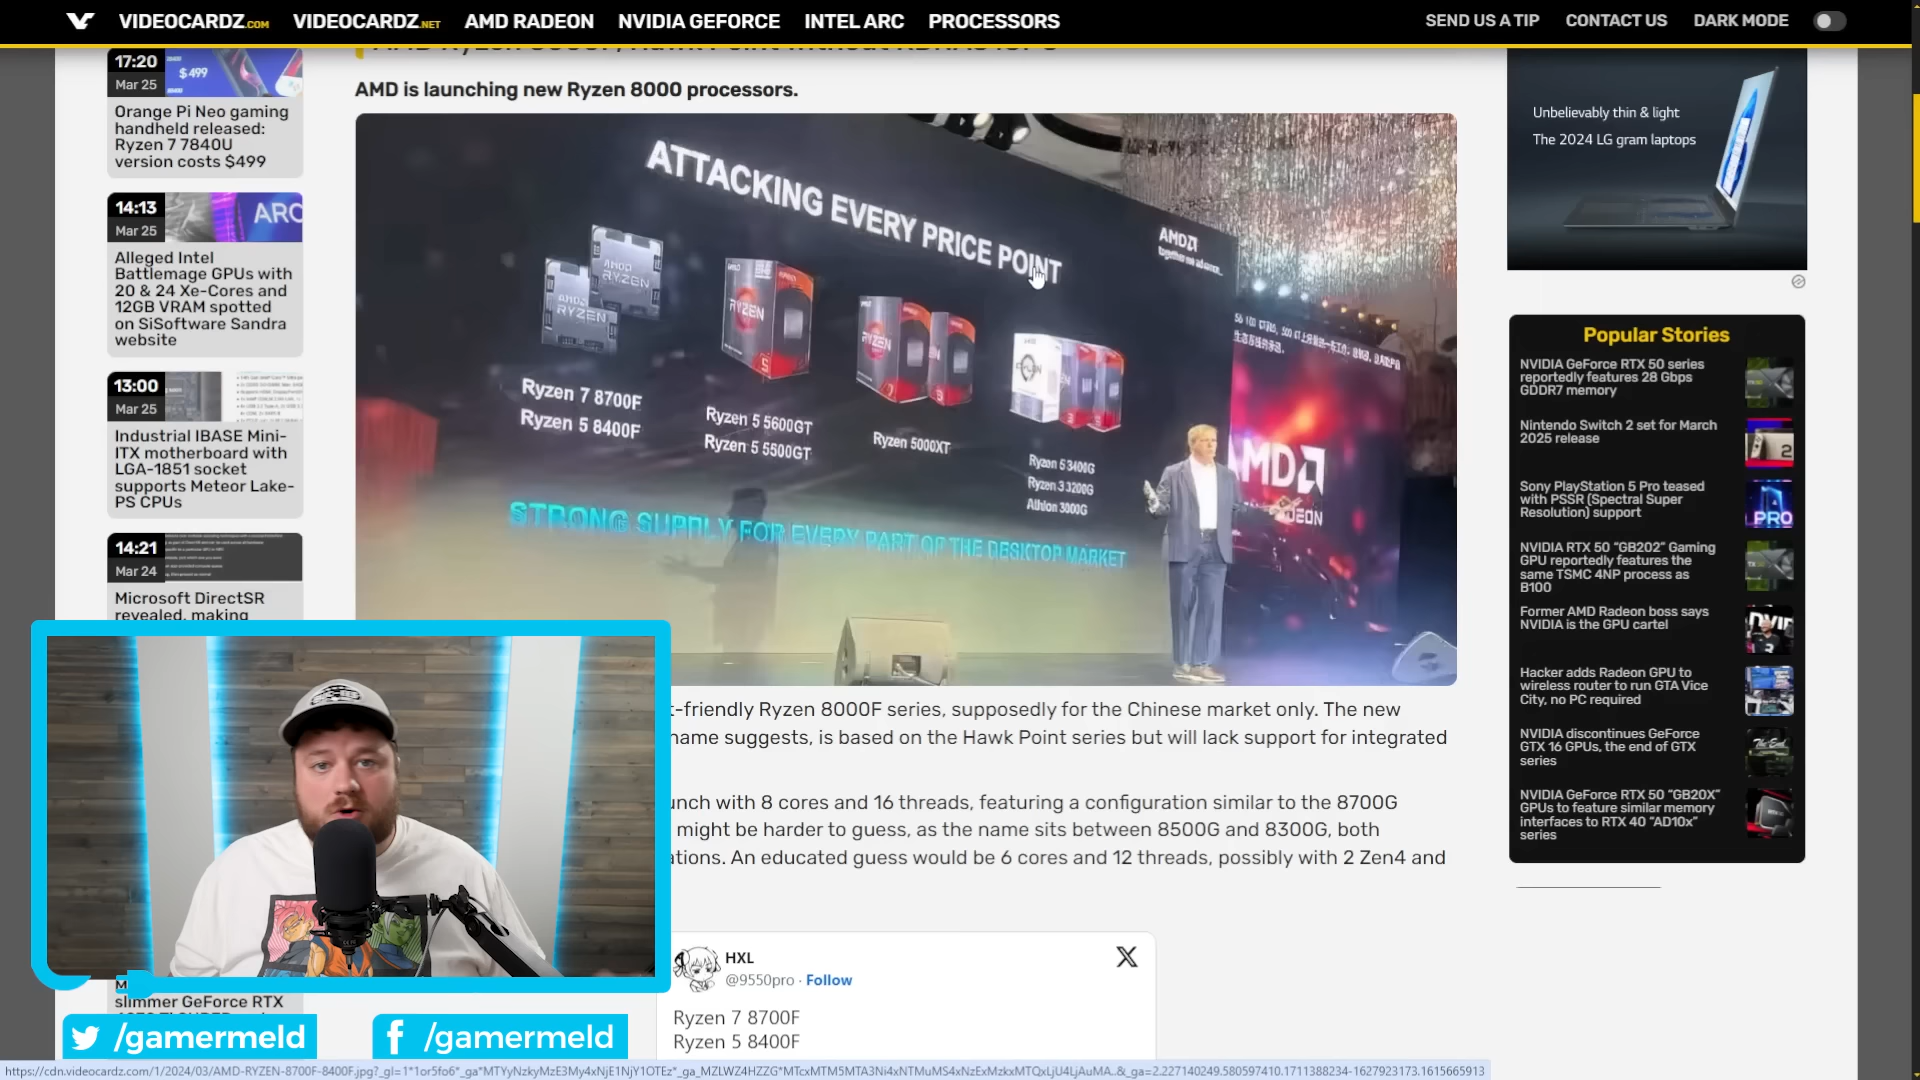 VIDEOCARDZ.COM
VIDEOCARDZ.NET
AMD RADEON
NVIDIA GEFORCE
INTEL ARC
PROCESSORS
SEND US A TIP
CONTACT US
DARK MODE
17:20
Mar 25
$499
Orange Pi Neo gaming
handheld released:
Ryzen 7 7840U
version costs $499
14:13
Mar 25
ARC
Alleged Intel
Battlemage GPUs with
20 & 24 Xe-Cores and
12GB VRAM spotted
on SiSoftware Sandra
website
13:00
Mar 25
Industrial IBASE Mini-
ITX motherboard with
LGA-1851 socket
supports Meteor Lake-
PS CPUs
14:21
Mar 24
Microsoft DirectSR
revealed, making
slimmer GeForce RTX
AMD is launching new Ryzen 8000 processors.
ATTACKING EVERY PRICE POINT
AMD
together we advance_
AMD
RYZEN
AMD
RYZEN
RYZEN
5
RYZEN
Ryzen 7 8700F
Ryzen 5 8400F
Ryzen 5 5600GT
Ryzen 5 5500GT
Ryzen 5000XT
Ryzen 5 3400G
Ryzen 3 3200G
Athlon 3000G
STRONG SUPPLY FOR EVERY PART OF THE DESKTOP MARKET
AMD
t-friendly Ryzen 8000F series, supposedly for the Chinese market only. The new
name suggests, is based on the Hawk Point series but will lack support for integrated
unch with 8 cores and 16 threads, featuring a configuration similar to the 8700G
might be harder to guess, as the name sits between 8500G and 8300G, both
ations. An educated guess would be 6 cores and 12 threads, possibly with 2 Zen4 and
HXL
@9550pro · Follow
Ryzen 7 8700F
Ryzen 5 8400F
Unbelievably thin & light
The 2024 LG gram laptops
Popular Stories
NVIDIA GeForce RTX 50 series
reportedly features 28 Gbps
GDDR7 memory
Nintendo Switch 2 set for March
2025 release
Sony PlayStation 5 Pro teased
with PSSR (Spectral Super
Resolution) support
PRO
NVIDIA RTX 50 “GB202” Gaming
GPU reportedly features the
same TSMC 4NP process as
B100
Former AMD Radeon boss says
NVIDIA is the GPU cartel
Hacker adds Radeon GPU to
wireless router to run GTA Vice
City, no PC required
NVIDIA discontinues GeForce
GTX 16 GPUs, the end of GTX
series
The End
NVIDIA GeForce RTX 50 “GB20X”
GPUs to feature similar memory
interfaces to RTX 40 “AD10x”
series
/gamermeld
/gamermeld